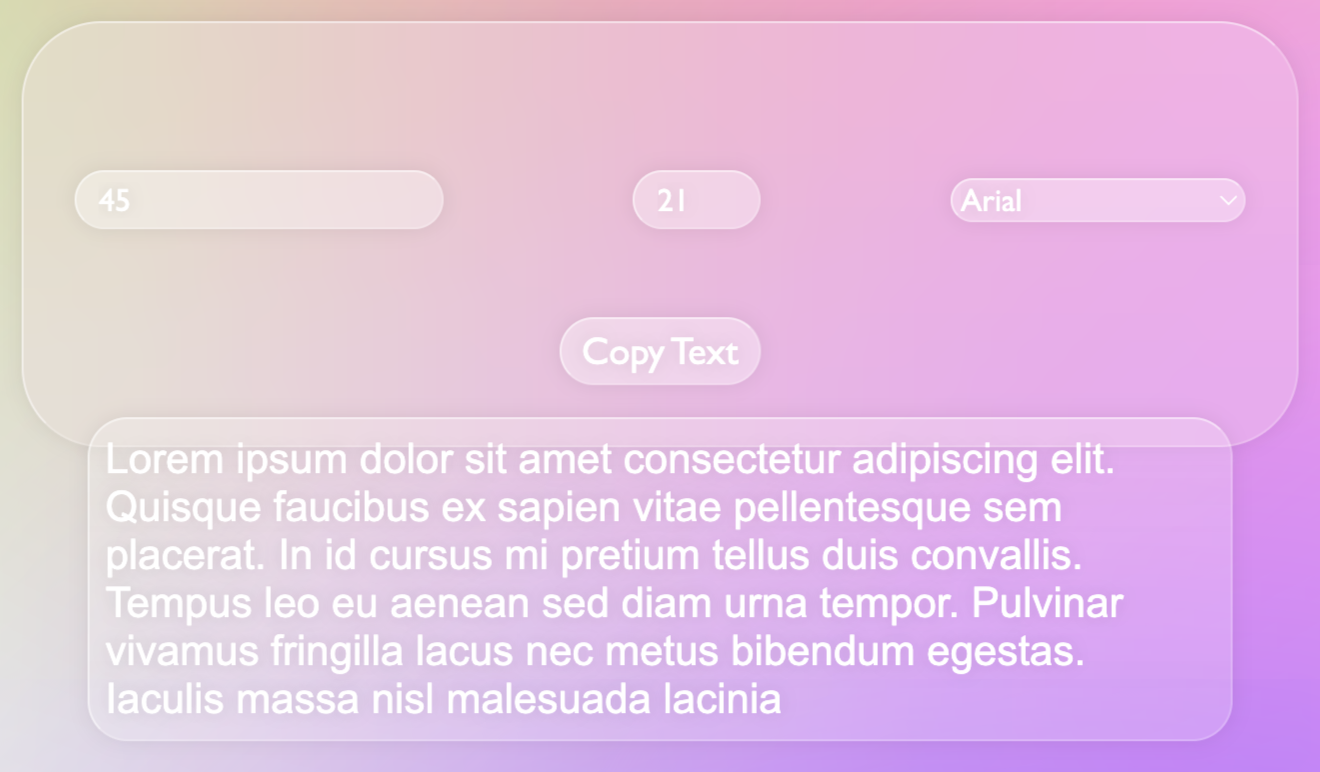 45
21
Arial
Copy Text
Lorem ipsum dolor sit amet consectetur adipiscing elit.
Quisque faucibus ex sapien vitae pellentesque sem
placerat. In id cursus mi pretium tellus duis convallis.
Tempus leo eu aenean sed diam urna tempor. Pulvinar
vivamus fringilla lacus nec metus bibendum egestas.
Iaculis massa nisl malesuada lacinia